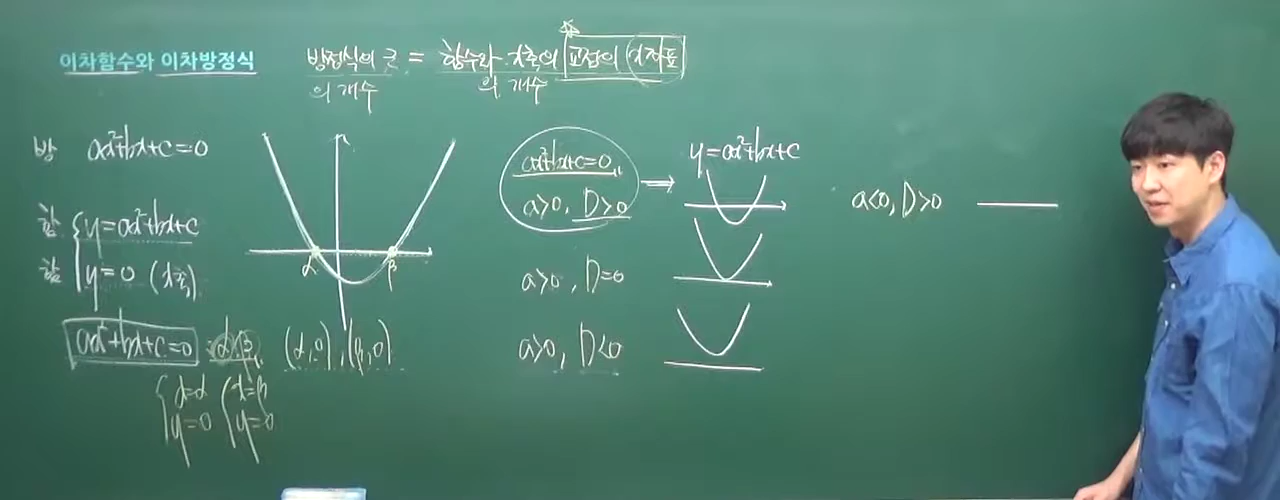 이차함수와 이차방정식
방정식의 근 = 함수와 x축의 교점의 x좌표
의 개수 의 개수
방 ax²+bx+c=0
함 y=ax²+bx+c
함 y=0 (x축)
ax²+bx+c=0 α, β (α, 0), (β, 0)
x=α x=β
y=0 y=0
α β
ax²+bx+c=0 → y=ax²+bx+c
a>0, D>0
a>0, D=0
a>0, D<0
a<0, D>0